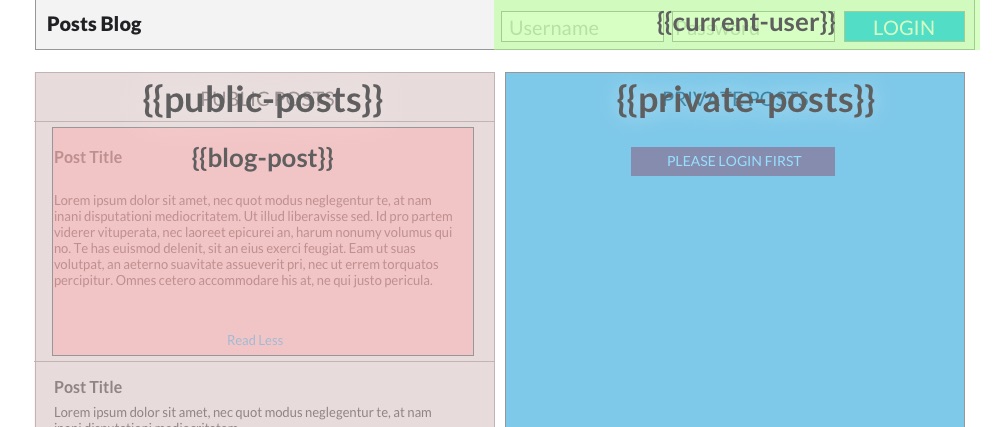 Posts Blog
Username
{{current-user}}
Password
LOGIN
{{public-posts}}
PUBLIC POSTS
Post Title
{{blog-post}}
Lorem ipsum dolor sit amet, nec quot modus neglegentur te, at nam
inani disputationi mediocritatem. Ut illud liberavisse sed. Id pro partem
viderer vituperata, nec laoreet epicurei an, harum nonumy volumus qui
no. Te has euismod delenit, sit an eius exerci feugiat. Eam ut suas
volutpat, an aeterno suavitate assueverit pri, nec ut errem torquatos
percipitur. Omnes cetero accommodare his at, ne qui justo pericula.
Read Less
Post Title
Lorem ipsum dolor sit amet, nec quot modus neglegentur te, at nam
inani disputationi mediocritatem.
{{private-posts}}
PRIVATE POSTS
PLEASE LOGIN FIRST